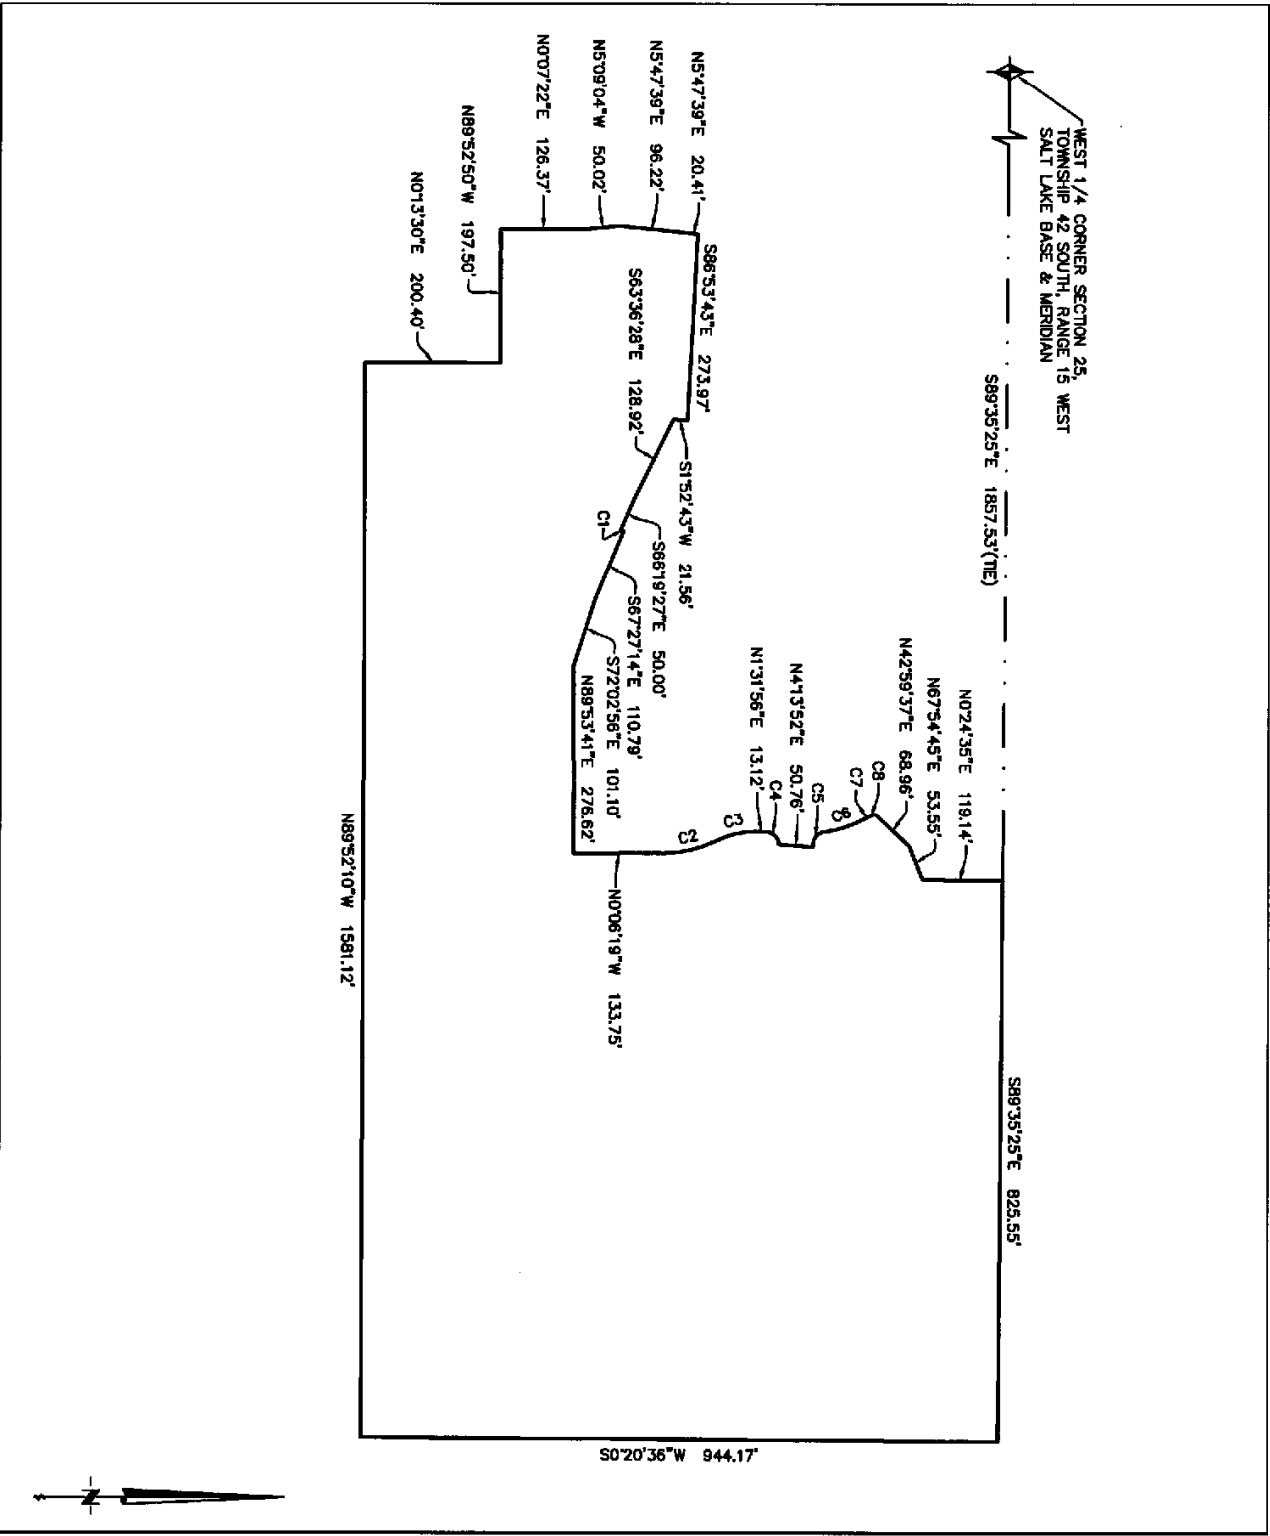 WEST 1/4 CORNER SECTION 25,
TOWNSHIP 42 SOUTH, RANGE 15 WEST
SALT LAKE BASE & MERIDIAN
S89°35'25"E 1857.53'(TIE)
S89°35'25"E 825.55'
N0°24'35"E 119.14'
N67°54'45"E 53.55'
N42°59'37"E 68.96'
C8
C7
C6
C5
N4°13'52"E 50.76'
C4
N1°31'56"E 13.12'
C3
C2
N5°47'39"E 20.41'
S86°53'43"E 273.97'
N5°47'39"E 96.22'
S1°52'43"W 21.56'
S63°36'28"E 128.92'
S66°19'27"E 50.00'
C1
S67°27'14"E 110.79'
S72°02'56"E 101.10'
N89°53'41"E 276.62'
N0°06'19"W 133.75'
N5°09'04"W 50.02'
N0°07'22"E 126.37'
N89°52'50"W 197.50'
N0°13'30"E 200.40'
N89°52'10"W 1581.12'
S0°20'36"W 944.17'
N